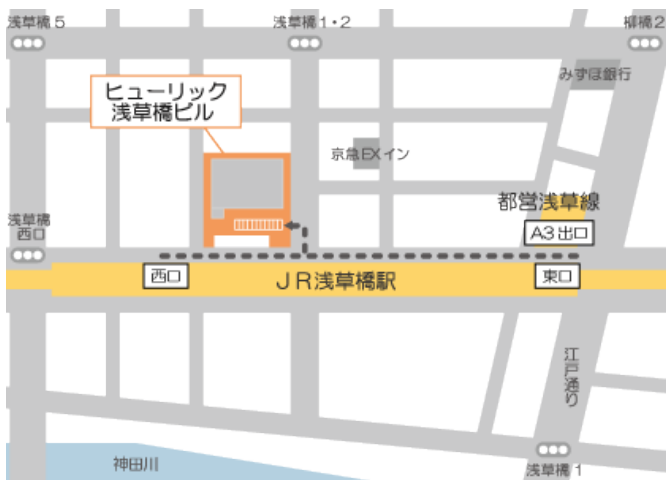 浅草橋5
浅草橋1・2
柳橋2
みずほ銀行
ヒューリック
浅草橋ビル
京急EXイン
都営浅草線
A3出口
浅草橋
西口
西口
JR浅草橋駅
東口
江戸通り
神田川
浅草橋1